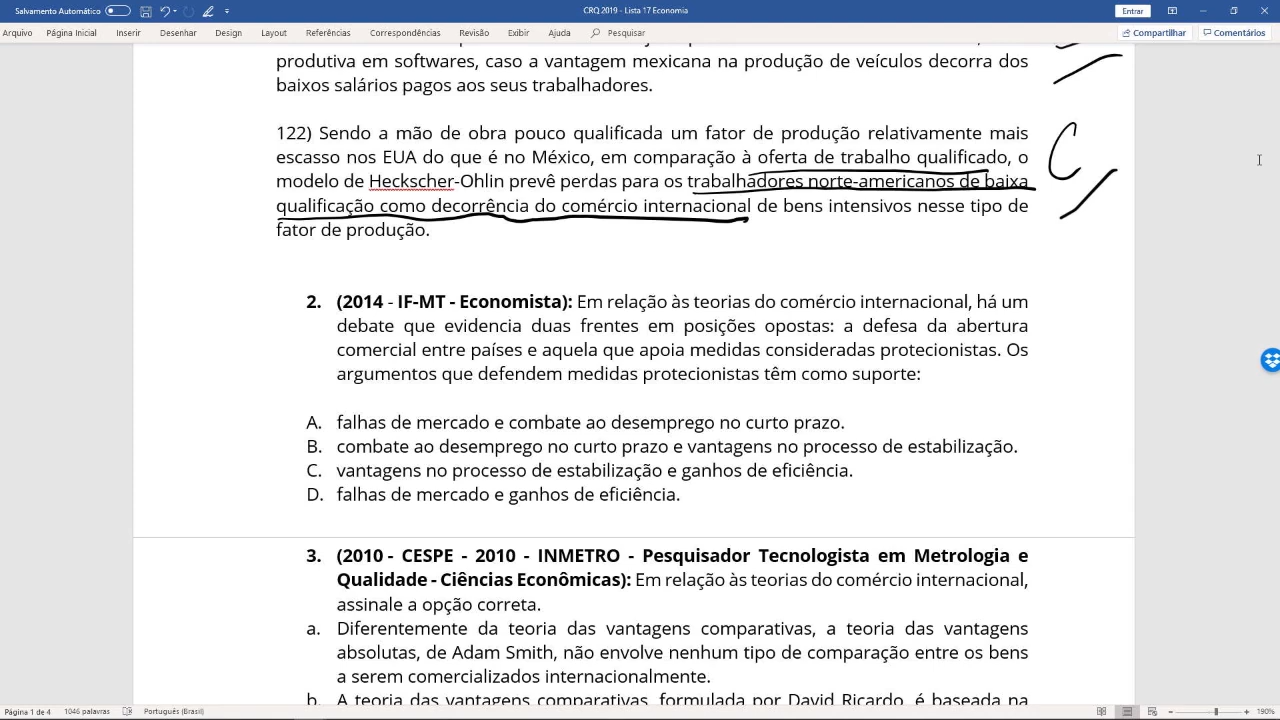 Salvamento Automático
CRQ 2019 - Lista 17 Economia
Entrar
Arquivo Página Inicial Inserir Desenhar Design Layout Referências Correspondências Revisão Exibir Ajuda Pesquisar Compartilhar Comentários
produtiva em softwares, caso a vantagem mexicana na produção de veículos decorra dos
baixos salários pagos aos seus trabalhadores.
122) Sendo a mão de obra pouco qualificada um fator de produção relativamente mais
escasso nos EUA do que é no México, em comparação à oferta de trabalho qualificado, o
modelo de Heckscher-Ohlin prevê perdas para os trabalhadores norte-americanos de baixa
qualificação como decorrência do comércio internacional de bens intensivos nesse tipo de
fator de produção.
C
2. (2014 - IF-MT - Economista): Em relação às teorias do comércio internacional, há um
debate que evidencia duas frentes em posições opostas: a defesa da abertura
comercial entre países e aquela que apoia medidas consideradas protecionistas. Os
argumentos que defendem medidas protecionistas têm como suporte:
A. falhas de mercado e combate ao desemprego no curto prazo.
B. combate ao desemprego no curto prazo e vantagens no processo de estabilização.
C. vantagens no processo de estabilização e ganhos de eficiência.
D. falhas de mercado e ganhos de eficiência.
3. (2010 - CESPE - 2010 - INMETRO - Pesquisador Tecnologista em Metrologia e
Qualidade - Ciências Econômicas): Em relação às teorias do comércio internacional,
assinale a opção correta.
a. Diferentemente da teoria das vantagens comparativas, a teoria das vantagens
absolutas, de Adam Smith, não envolve nenhum tipo de comparação entre os bens
a serem comercializados internacionalmente.
b. A teoria das vantagens comparativas, formulada por David Ricardo, é baseada na
Página 1 de 4 1046 palavras Português (Brasil) 190%